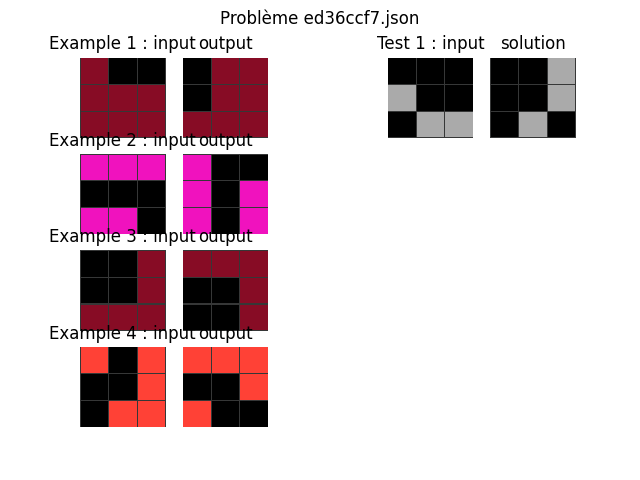 Problème ed36ccf7.json
Example 1 : input output
Test 1 : input solution
Example 2 : input output
Example 3 : input output
Example 4 : input output